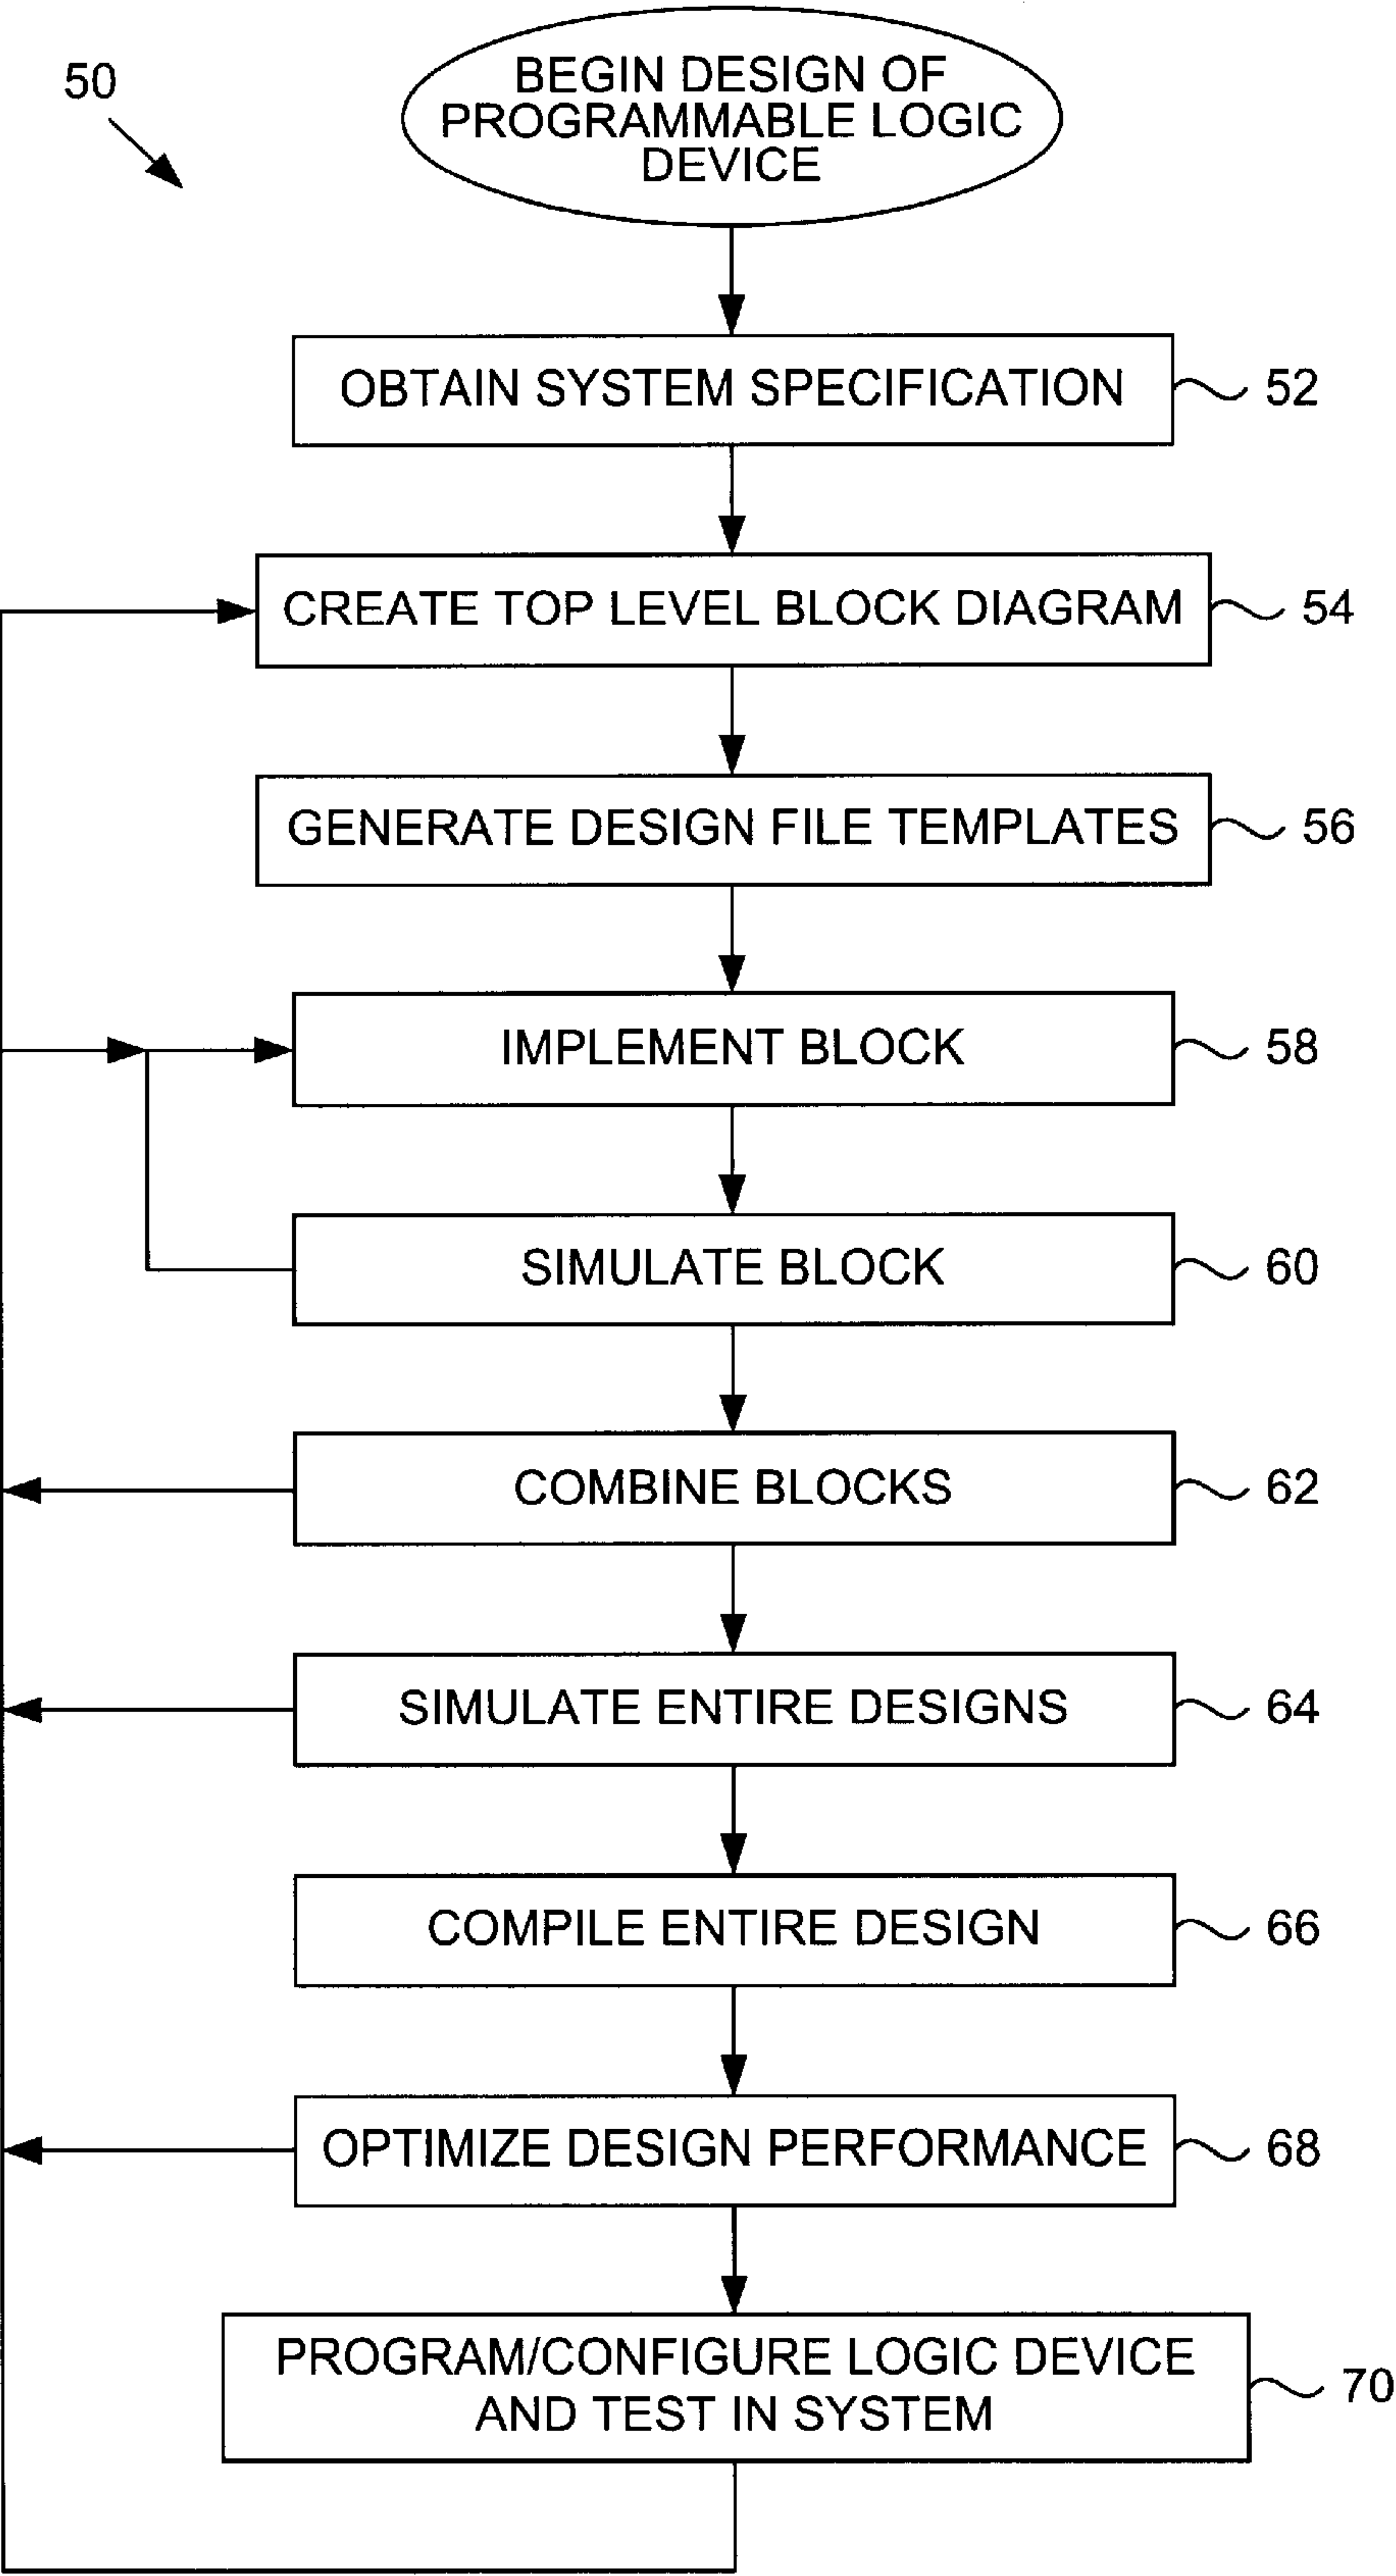 50
BEGIN DESIGN OF
PROGRAMMABLE LOGIC
DEVICE
OBTAIN SYSTEM SPECIFICATION
52
CREATE TOP LEVEL BLOCK DIAGRAM
54
GENERATE DESIGN FILE TEMPLATES
56
IMPLEMENT BLOCK
58
SIMULATE BLOCK
60
COMBINE BLOCKS
62
SIMULATE ENTIRE DESIGNS
64
COMPILE ENTIRE DESIGN
66
OPTIMIZE DESIGN PERFORMANCE
68
PROGRAM/CONFIGURE LOGIC DEVICE
AND TEST IN SYSTEM
70